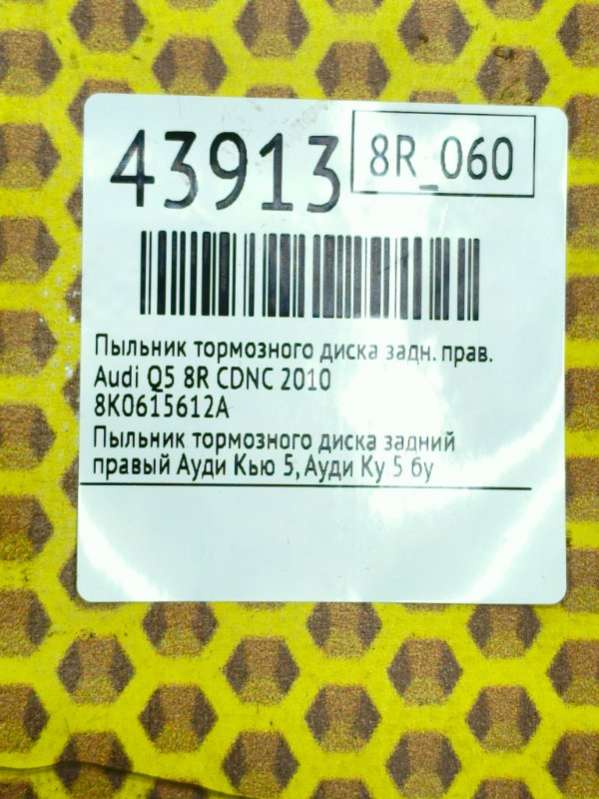 43913
8R_060
Пыльник тормозного диска задн. прав.
Audi Q5 8R CDNC 2010
8K0615612A
Пыльник тормозного диска задний
правый Ауди Кью 5, Ауди Ку 5 бу